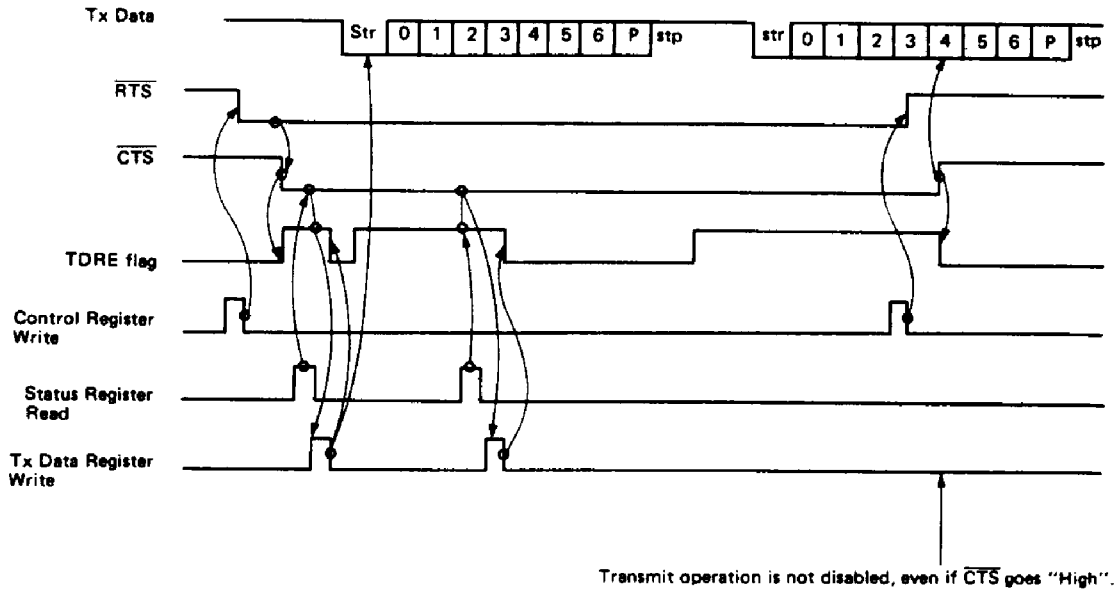 Tx Data
Str 0 1 2 3 4 5 6 P stp str 0 1 2 3 4 5 6 P stp
RTS
CTS
TDRE flag
Control Register
Write
Status Register
Read
Tx Data Register
Write
Transmit operation is not disabled, even if CTS goes "High".